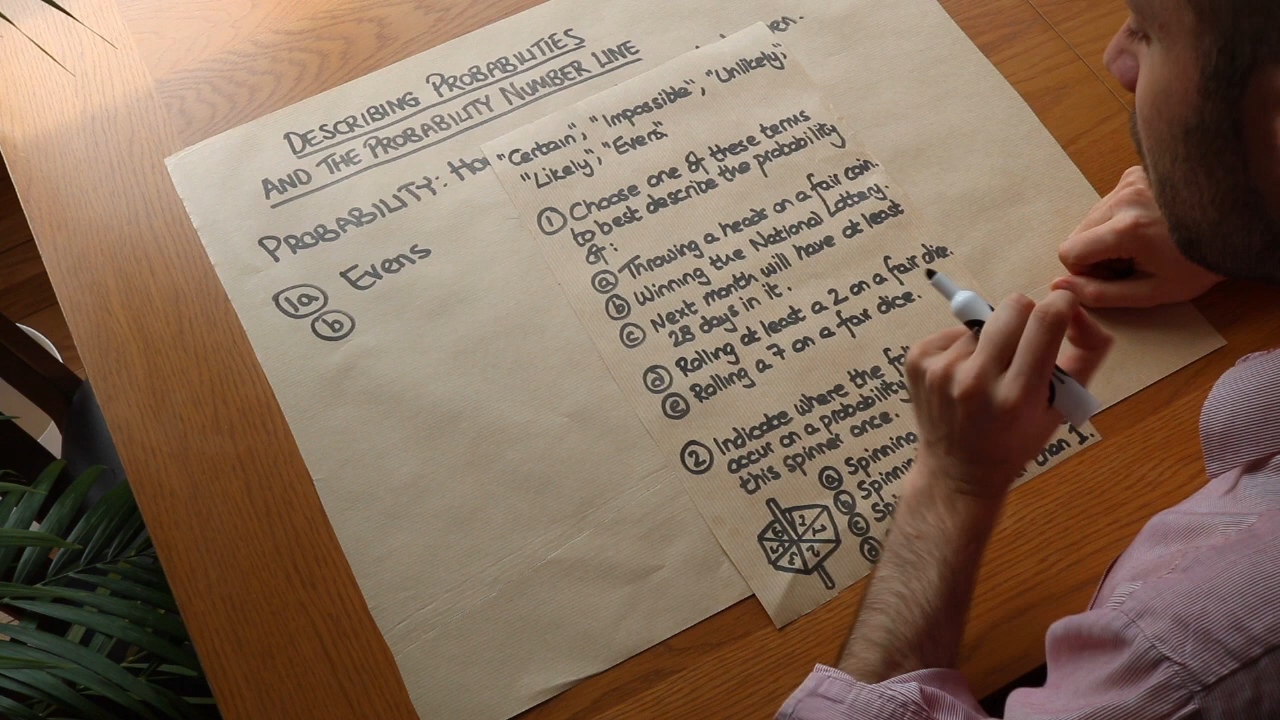 DESCRIBING PROBABILITIES
AND THE PROBABILITY NUMBER LINE
PROBABILITY: How
1a Evens
b
"Certain", "Impossible", "Unlikely",
"Likely", "Evens"
1 Choose one of these terms
to best describe the probability
of:
a Throwing a heads on a fair coin.
b Winning the National Lottery.
c Next month will have at least
28 days in it.
d Rolling at least a 2 on a fair dice.
e Rolling a 7 on a fair dice.
2 Indicate where the
occur on a probability
this spinner once.
a Spinning
b Spinning
c
d than 1.